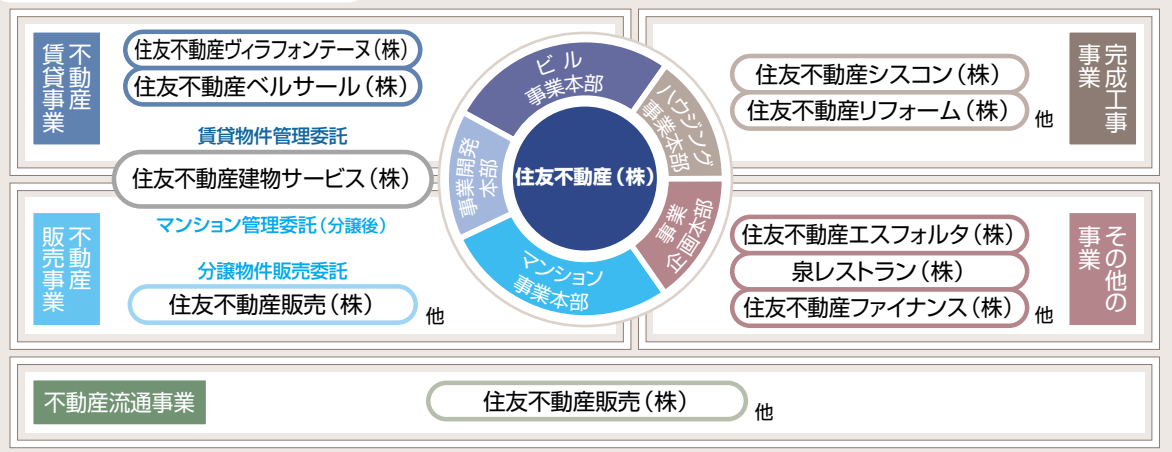 不動産
賃貸事業
住友不動産ヴィラフォンテーヌ（株）
住友不動産ベルサール（株）
賃貸物件管理委託
住友不動産建物サービス（株）
マンション管理委託（分譲後）
不動産
販売事業
分譲物件販売委託
住友不動産販売（株）
他
ビル
事業本部
ハウジング
事業本部
事業開発
本部
住友不動産（株）
事業
企画本部
マンション
事業本部
住友不動産シスコン（株）
住友不動産リフォーム（株）
他
完成工事
事業
住友不動産エスフォルタ（株）
泉レストラン（株）
住友不動産ファイナンス（株）
他
その他の
事業
不動産流通事業
住友不動産販売（株）
他